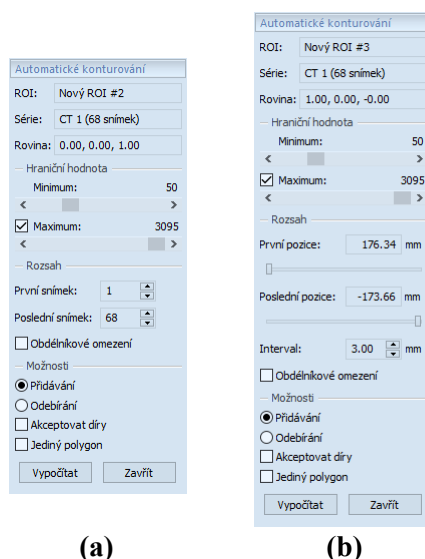 Automatické konturování
ROI: Nový ROI #2
Série: CT 1 (68 snímek)
Rovina: 0.00, 0.00, 1.00
Hraniční hodnota
Minimum: 50
Maximum: 3095
Rozsah
První snímek: 1
Poslední snímek: 68
Obdélníkové omezení
Možnosti
Přidávání
Odebírání
Akceptovat díry
Jediný polygon
Vypočítat Zavřít
(a)
Automatické konturování
ROI: Nový ROI #3
Série: CT 1 (68 snímek)
Rovina: 1.00, 0.00, -0.00
Hraniční hodnota
Minimum: 50
Maximum: 3095
Rozsah
První pozice: 176.34 mm
Poslední pozice: -173.66 mm
Interval: 3.00 mm
Obdélníkové omezení
Možnosti
Přidávání
Odebírání
Akceptovat díry
Jediný polygon
Vypočítat Zavřít
(b)